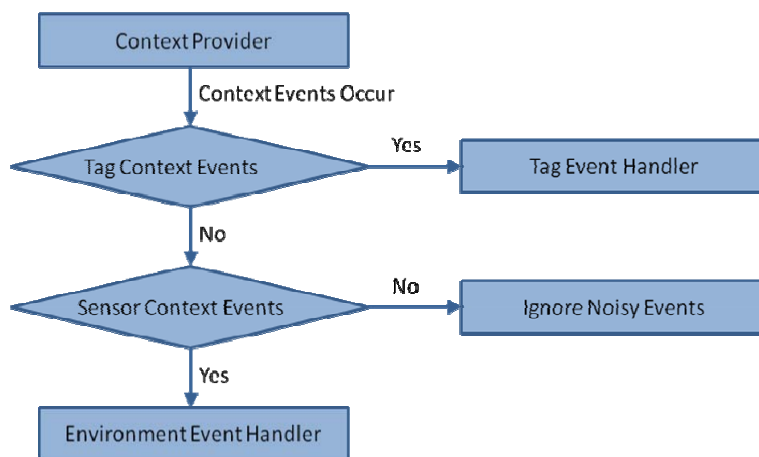 Context Provider
Context Events Occur
Tag Context Events
Yes
Tag Event Handler
No
Sensor Context Events
No
Ignore Noisy Events
Yes
Environment Event Handler